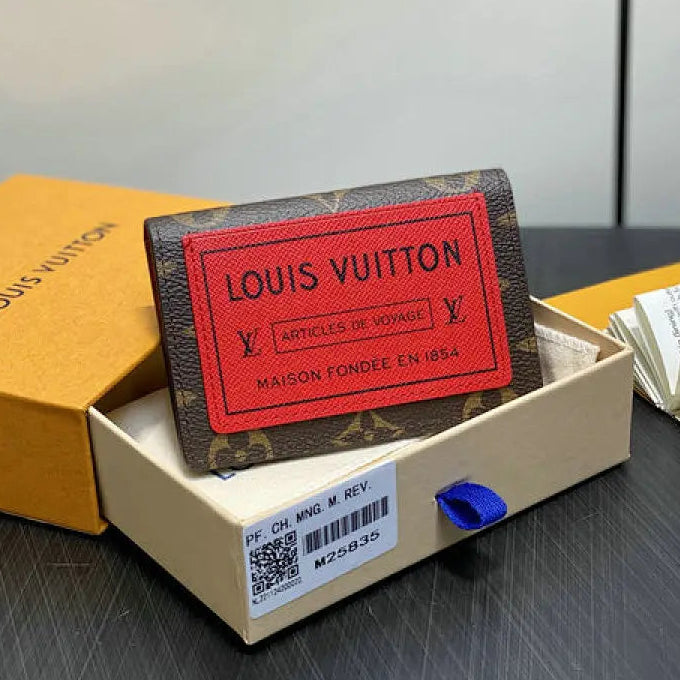 LOUIS VUITTON
LOUIS VUITTON
LV ARTICLES DE VOYAGE LV
MAISON FONDÉE EN 1854
PF. CH. MNG. M. REV.
M25835